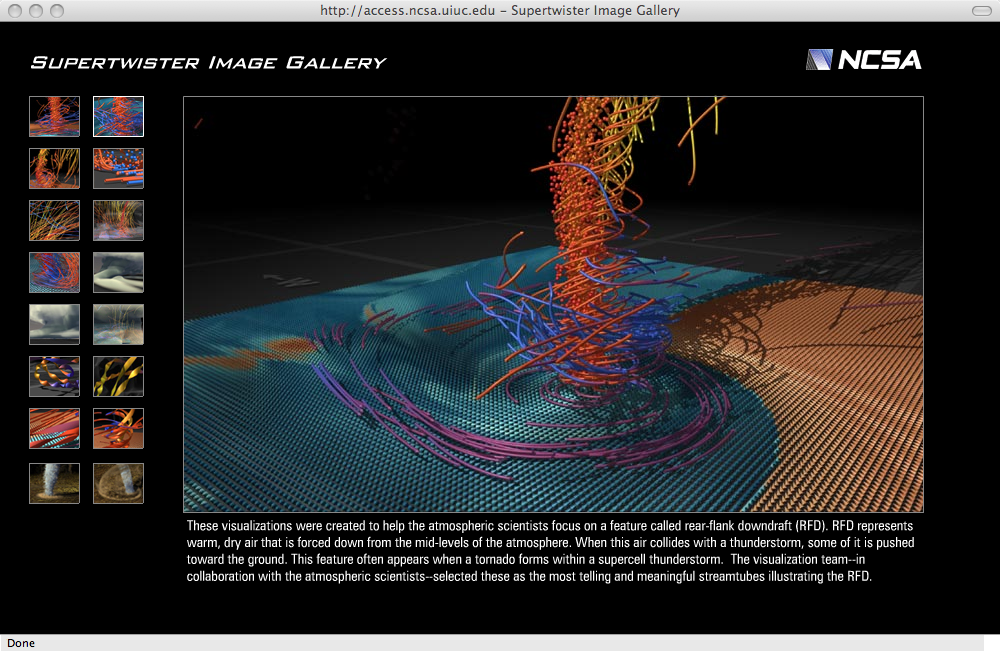 http://access.ncsa.uiuc.edu – Supertwister Image Gallery
Supertwister Image Gallery
NCSA
These visualizations were created to help the atmospheric scientists focus on a feature called rear-flank downdraft (RFD). RFD represents
warm, dry air that is forced down from the mid-levels of the atmosphere. When this air collides with a thunderstorm, some of it is pushed
toward the ground. This feature often appears when a tornado forms within a supercell thunderstorm.  The visualization team--in
collaboration with the atmospheric scientists--selected these as the most telling and meaningful streamtubes illustrating the RFD.
Done